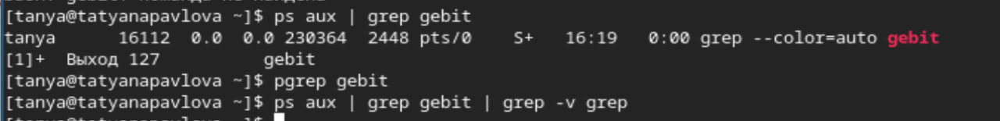 [tanya@tatyanapavlova ~]$ ps aux | grep gebit
tanya      16112  0.0  0.0 230364  2448 pts/0    S+   16:19   0:00 grep --color=auto gebit
[1]+  Выход 127            gebit
[tanya@tatyanapavlova ~]$ pgrep gebit
[tanya@tatyanapavlova ~]$ ps aux | grep gebit | grep -v grep